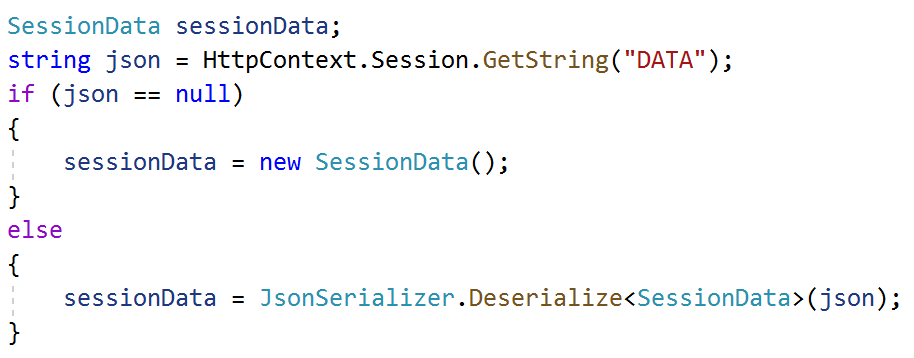 SessionData sessionData;
string json = HttpContext.Session.GetString("DATA");
if (json == null)
{
    sessionData = new SessionData();
}
else
{
    sessionData = JsonSerializer.Deserialize<SessionData>(json);
}